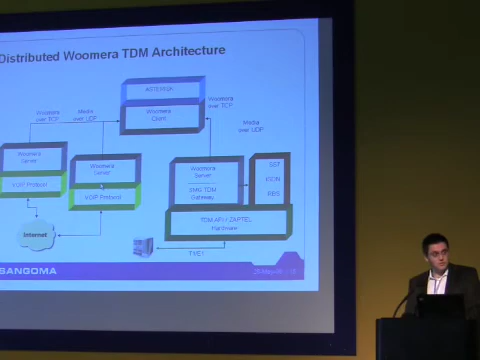 Distributed Woomera TDM Architecture
ASTERISK
Woomera
Client
Woomera
over TCP
Media
over UDP
Woomera
over TCP
Media
over UDP
Woomera
Server
VOIP Protocol
Woomera
Server
VOIP Protocol
Woomera
Server
SMG TDM
Gateway
SS7
ISDN
RBS
TDM API / ZAPTEL
Hardware
Internet
T1/E1
SANGOMA